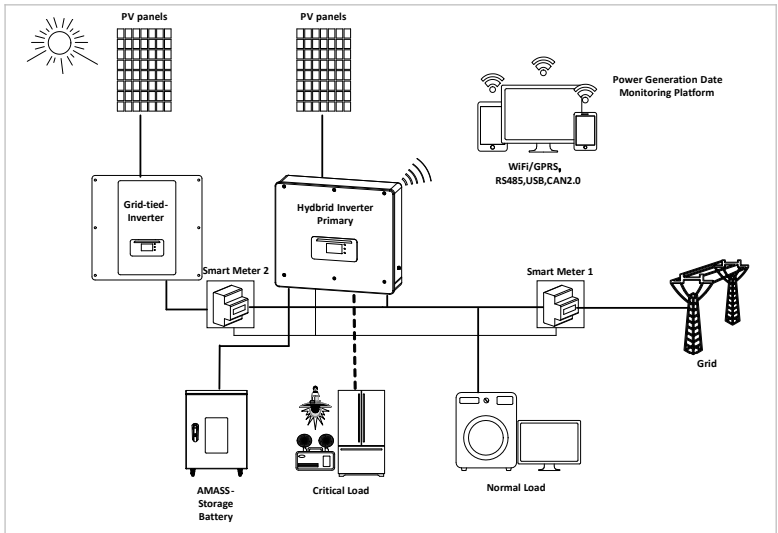 PV panels
PV panels
Power Generation Date
Monitoring Platform
WiFi/GPRS,
RS485,USB,CAN2.0
Grid-tied-
Inverter
Hydbrid Inverter
Primary
Smart Meter 2
Smart Meter 1
Grid
AMASS-
Storage
Battery
Critical Load
Normal Load